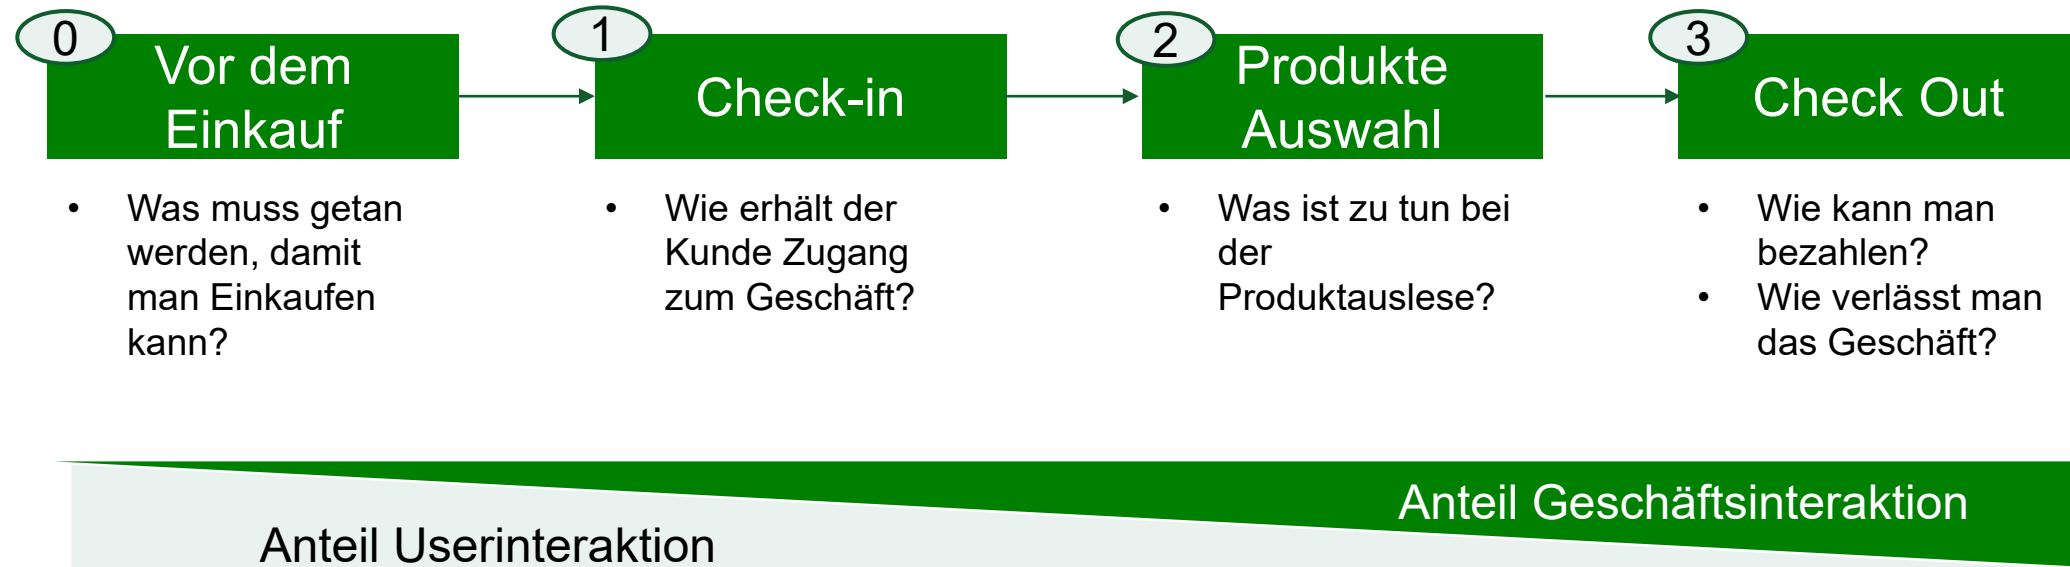 0
Vor dem
Einkauf
1
Check-in
2
Produkte
Auswahl
3
Check Out
• Was muss getan
werden, damit
man Einkaufen
kann?
• Wie erhält der
Kunde Zugang
zum Geschäft?
• Was ist zu tun bei
der
Produktauslese?
• Wie kann man
bezahlen?
• Wie verlässt man
das Geschäft?
Anteil Geschäftsinteraktion
Anteil Userinteraktion